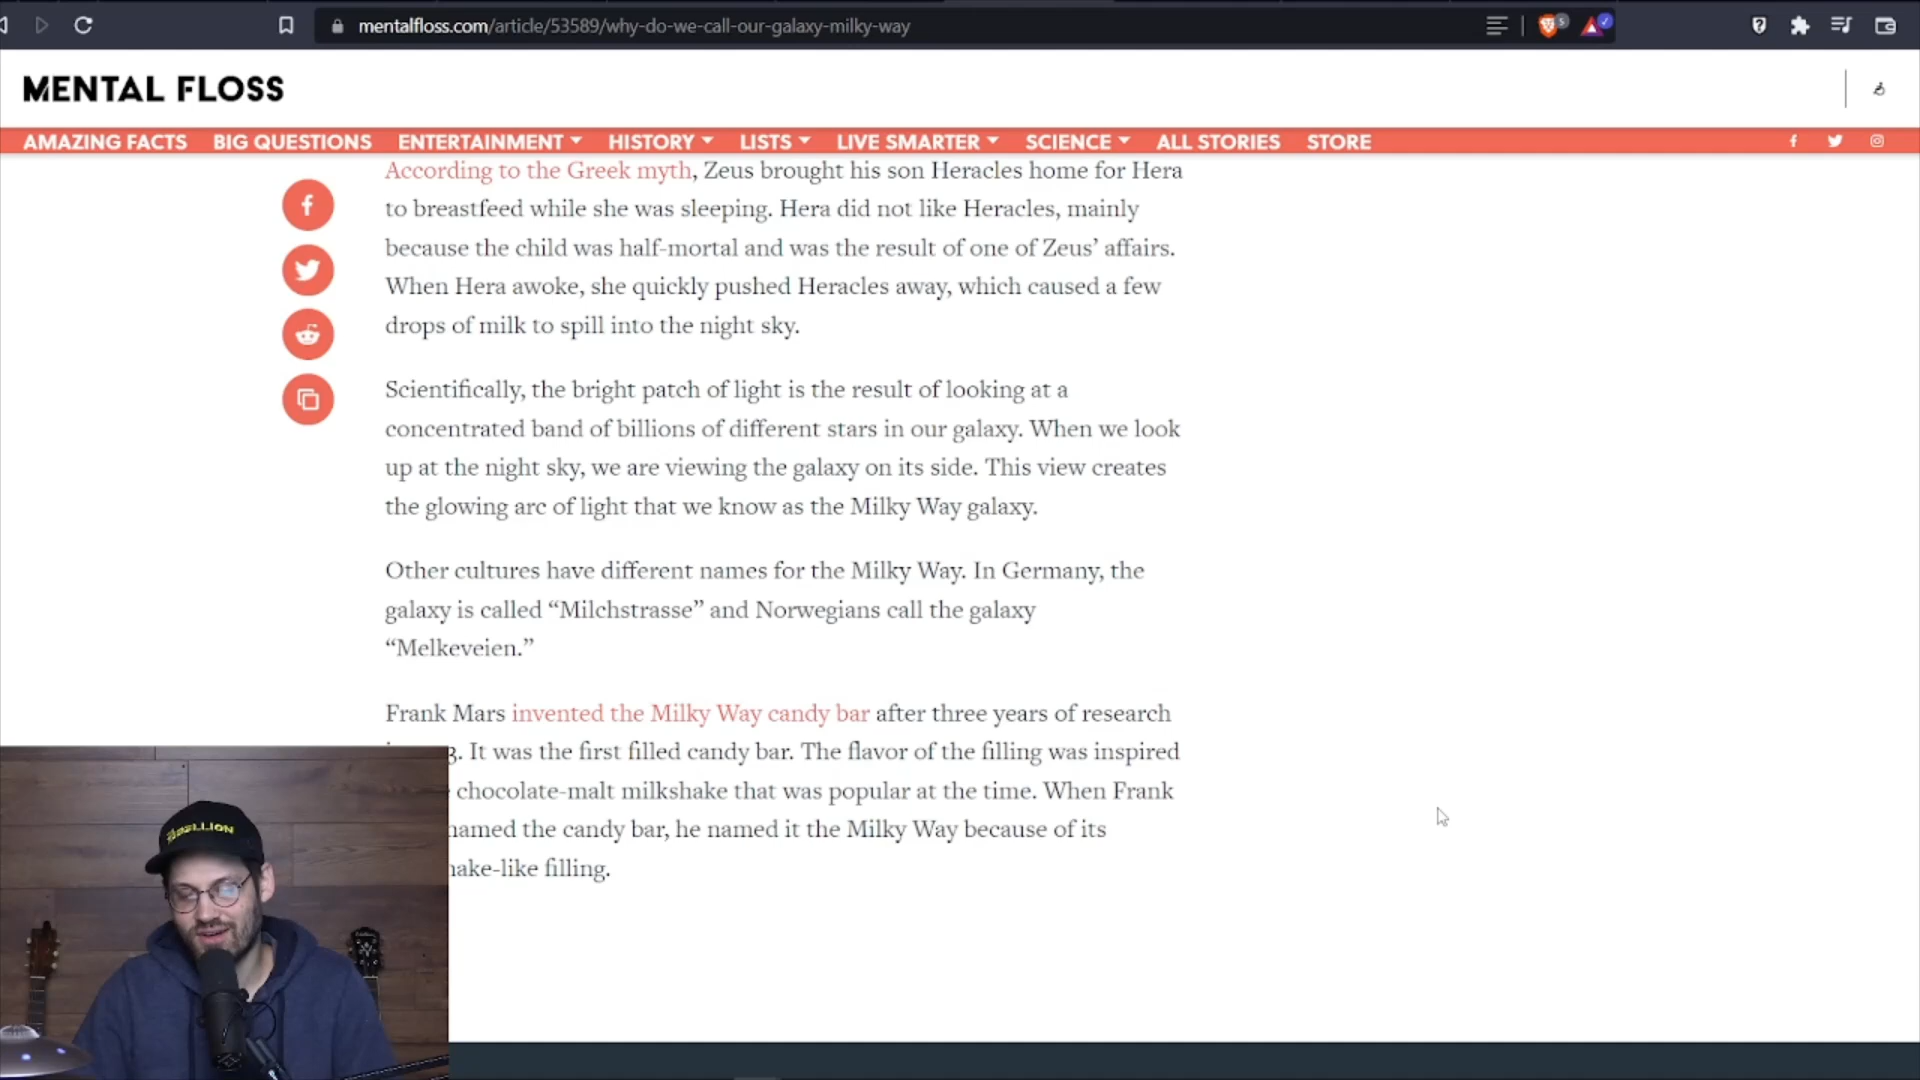 mentalfloss.com/article/53589/why-do-we-call-our-galaxy-milky-way
5
MENTAL FLOSS
AMAZING FACTS BIG QUESTIONS ENTERTAINMENT HISTORY LISTS LIVE SMARTER SCIENCE ALL STORIES STORE
According to the Greek myth, Zeus brought his son Heracles home for Hera
to breastfeed while she was sleeping. Hera did not like Heracles, mainly
because the child was half-mortal and was the result of one of Zeus’ affairs.
When Hera awoke, she quickly pushed Heracles away, which caused a few
drops of milk to spill into the night sky.
Scientifically, the bright patch of light is the result of looking at a
concentrated band of billions of different stars in our galaxy. When we look
up at the night sky, we are viewing the galaxy on its side. This view creates
the glowing arc of light that we know as the Milky Way galaxy.
Other cultures have different names for the Milky Way. In Germany, the
galaxy is called “Milchstrasse” and Norwegians call the galaxy
“Melkeveien.”
Frank Mars invented the Milky Way candy bar after three years of research
3. It was the first filled candy bar. The flavor of the filling was inspired
chocolate-malt milkshake that was popular at the time. When Frank
named the candy bar, he named it the Milky Way because of its
hake-like filling.